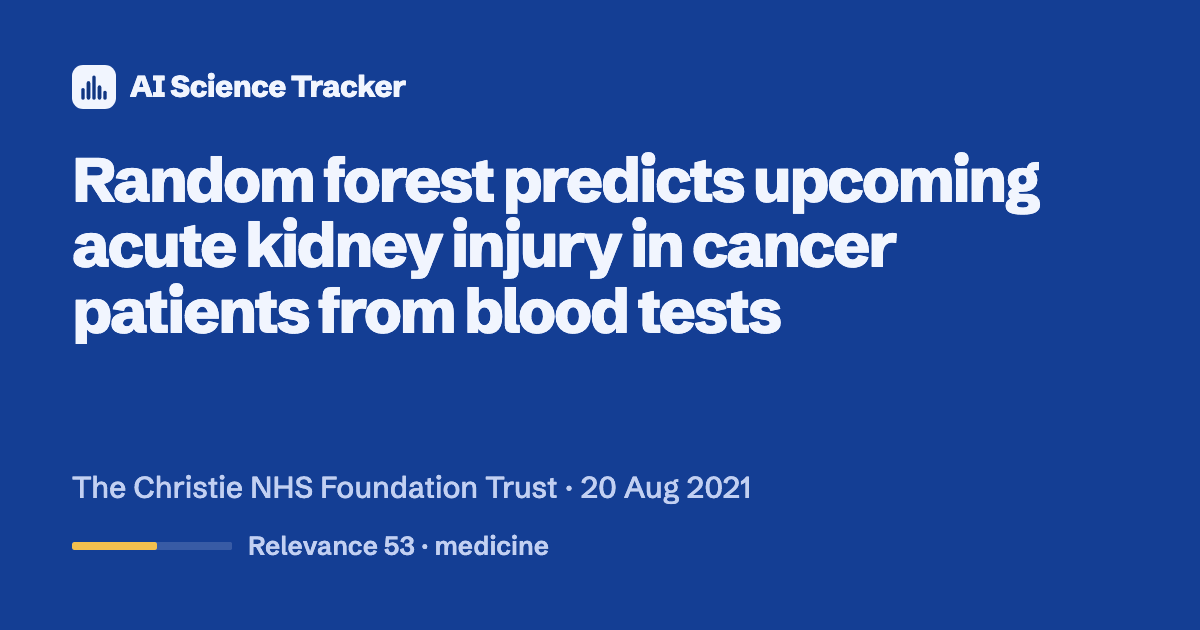 AI Science Tracker
Random forest predicts upcoming
acute kidney injury in cancer
patients from blood tests
The Christie NHS Foundation Trust · 20 Aug 2021
Relevance 53 · medicine